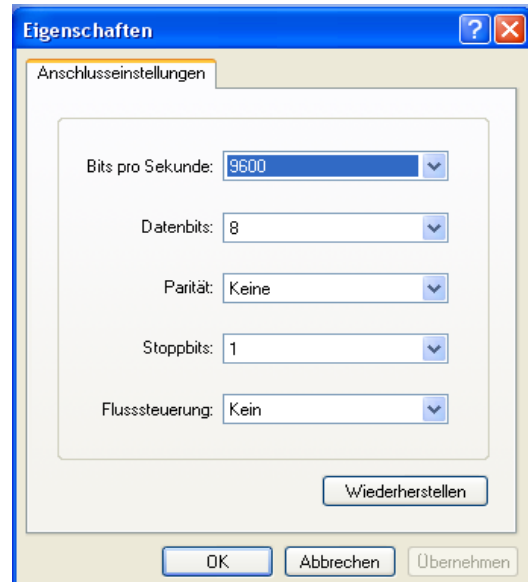 Eigenschaften
Anschlusseinstellungen
Bits pro Sekunde: 9600
Datenbits: 8
Parität: Keine
Stoppbits: 1
Flusssteuerung: Kein
Wiederherstellen
OK Abbrechen Übernehmen